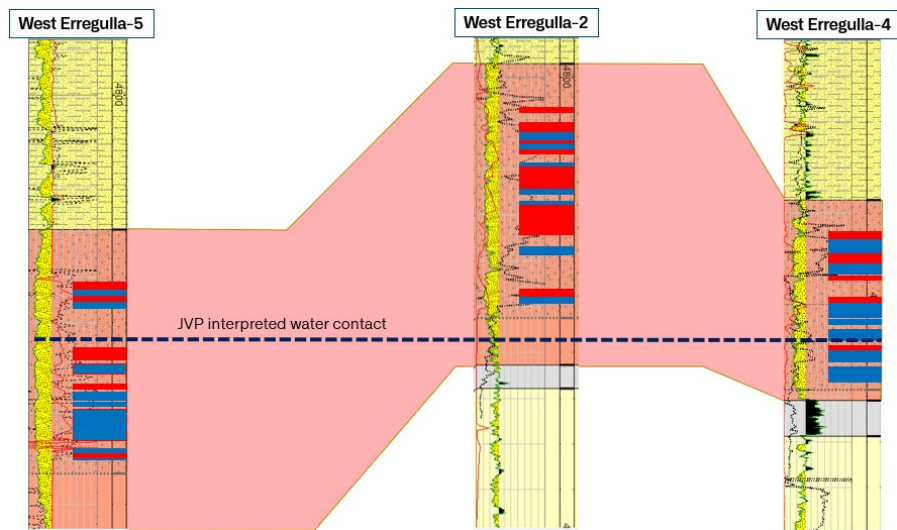 West Erregulla-5
West Erregulla-2
West Erregulla-4
4800
4800
JVP interpreted water contact